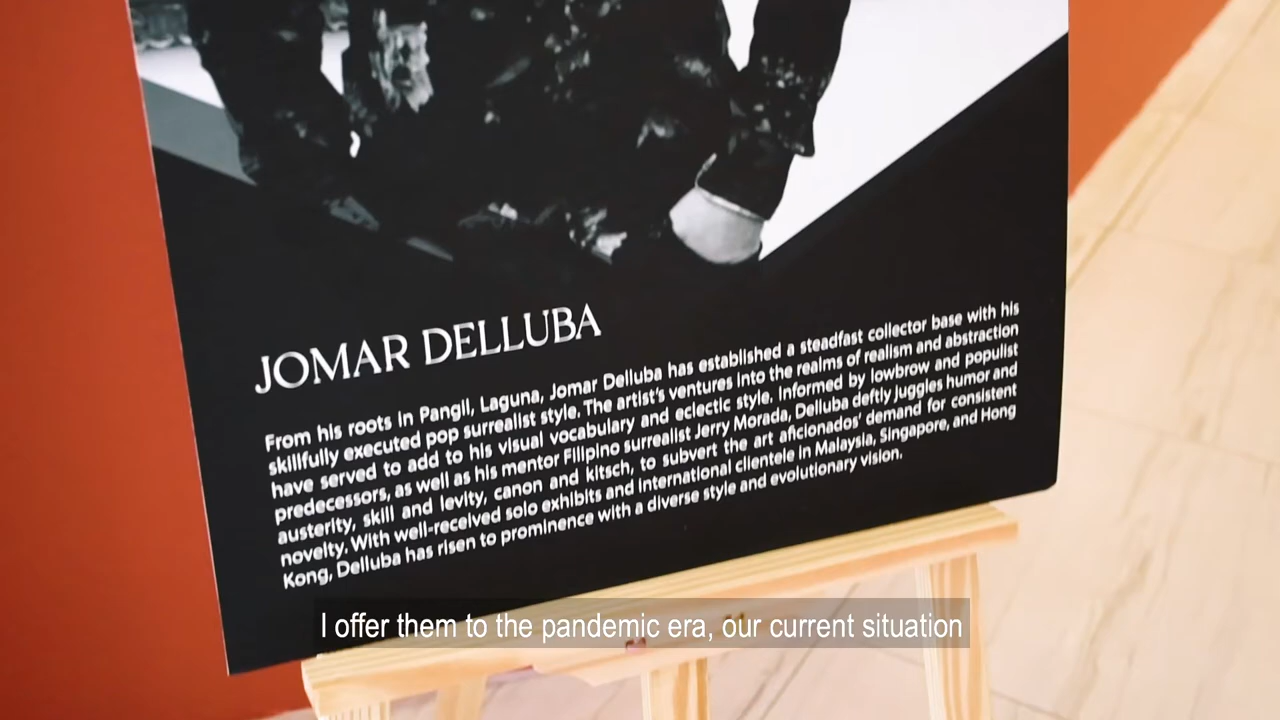 JOMAR DELLUBA
From his roots in Pangil, Laguna, Jomar Delluba has established a steadfast collector base with his
skillfully executed pop surrealist style. The artist's ventures into the realms of realism and abstraction
have served to add to his visual vocabulary and eclectic style. Informed by lowbrow and populist
predecessors, as well as his mentor Filipino surrealist Jerry Morada, Delluba deftly juggles humor and
austerity, skill and levity, canon and kitsch, to subvert the art aficionados' demand for consistent
novelty. With well-received solo exhibits and international clientele in Malaysia, Singapore, and Hong
Kong, Delluba has risen to prominence with a diverse style and evolutionary vision.
I offer them to the pandemic era, our current situation